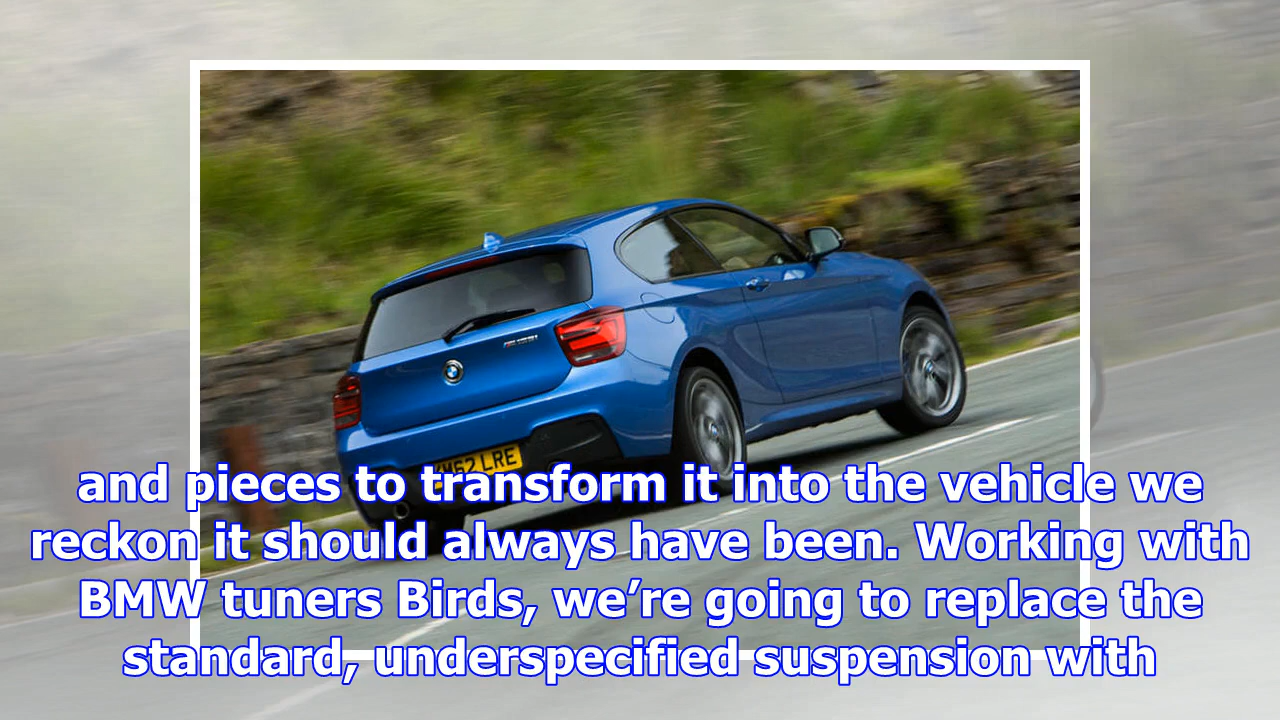 M135i
and pieces to transform it into the vehicle we
reckon it should always have been. Working with
BMW tuners Birds, we’re going to replace the
standard, underspecified suspension with